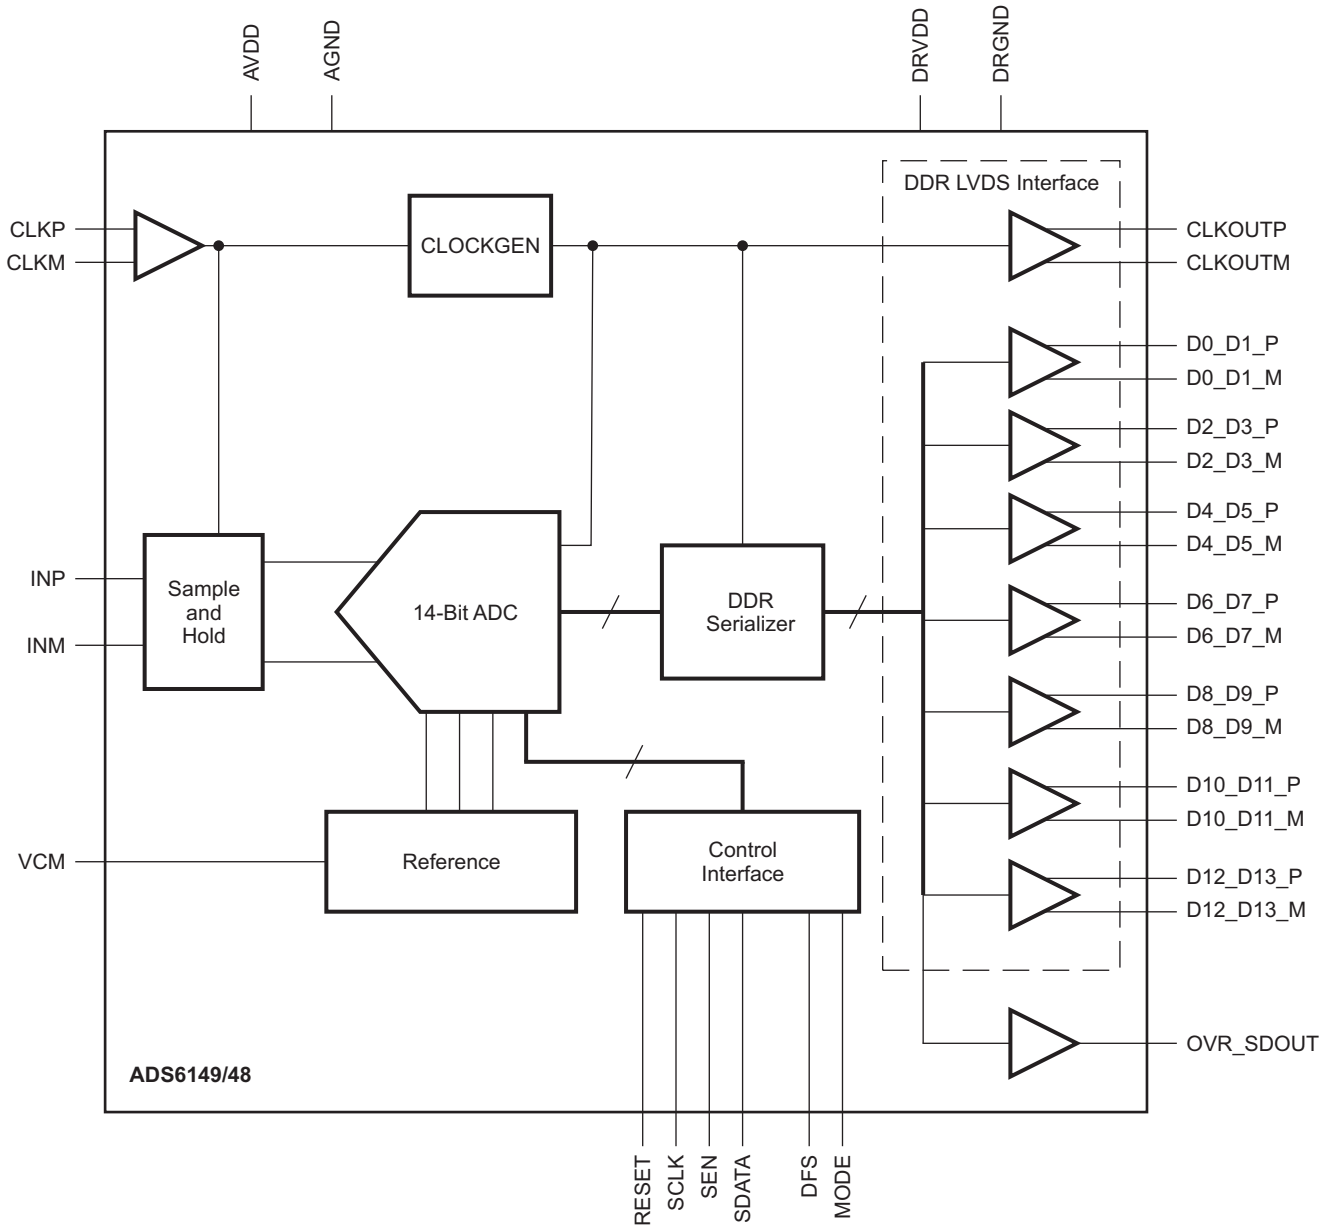 AVDD
AGND
DRVDD
DRGND
DDR LVDS Interface
CLKP
CLKM
CLOCKGEN
CLKOUTP
CLKOUTM
D0_D1_P
D0_D1_M
D2_D3_P
D2_D3_M
D4_D5_P
D4_D5_M
INP
INM
Sample
and
Hold
14-Bit ADC
DDR
Serializer
D6_D7_P
D6_D7_M
D8_D9_P
D8_D9_M
D10_D11_P
D10_D11_M
VCM
Reference
Control
Interface
D12_D13_P
D12_D13_M
OVR_SDOUT
ADS6149/48
RESET
SCLK
SEN
SDATA
DFS
MODE